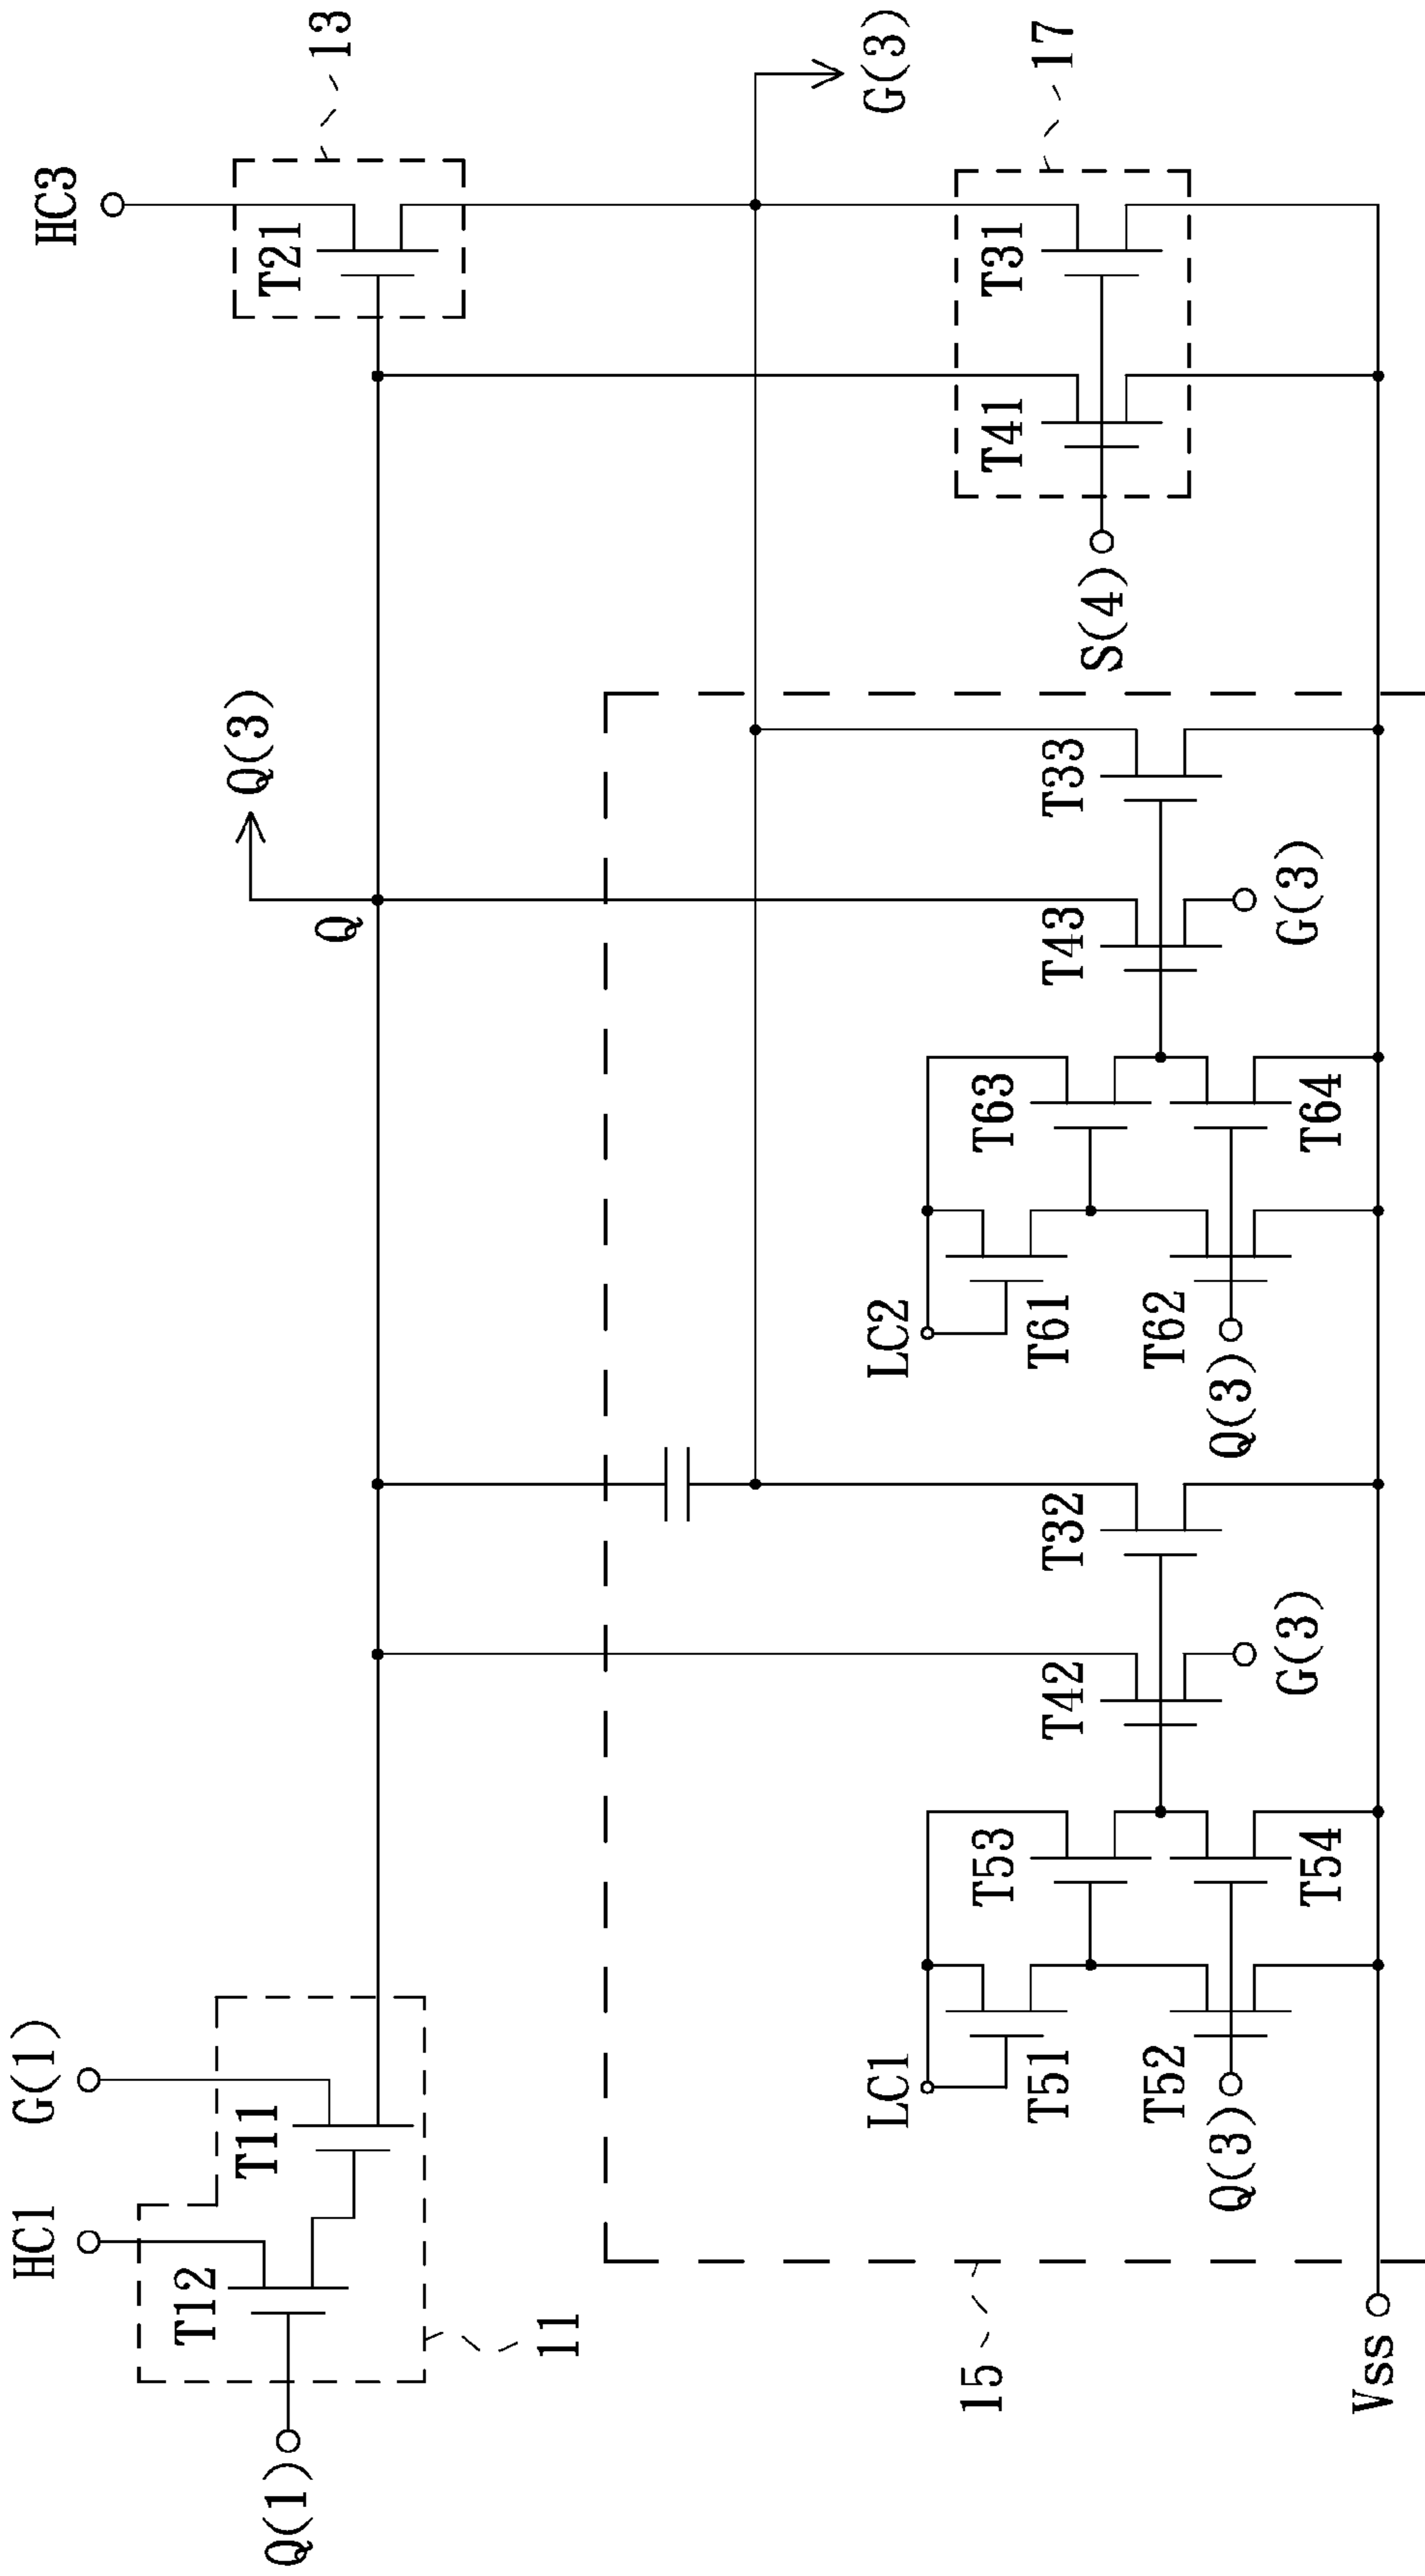 HC1
G(1)
HC3
13
Q(3)
T12
T11
T21
Q(1)
Q
11
G(3)
LC1
LC2
T53
T63
T41
T31
17
T51
T42
T32
T61
T43
T33
S(4)
T52
T62
Q(3)
T54
G(3)
Q(3)
T64
G(3)
15
Vss